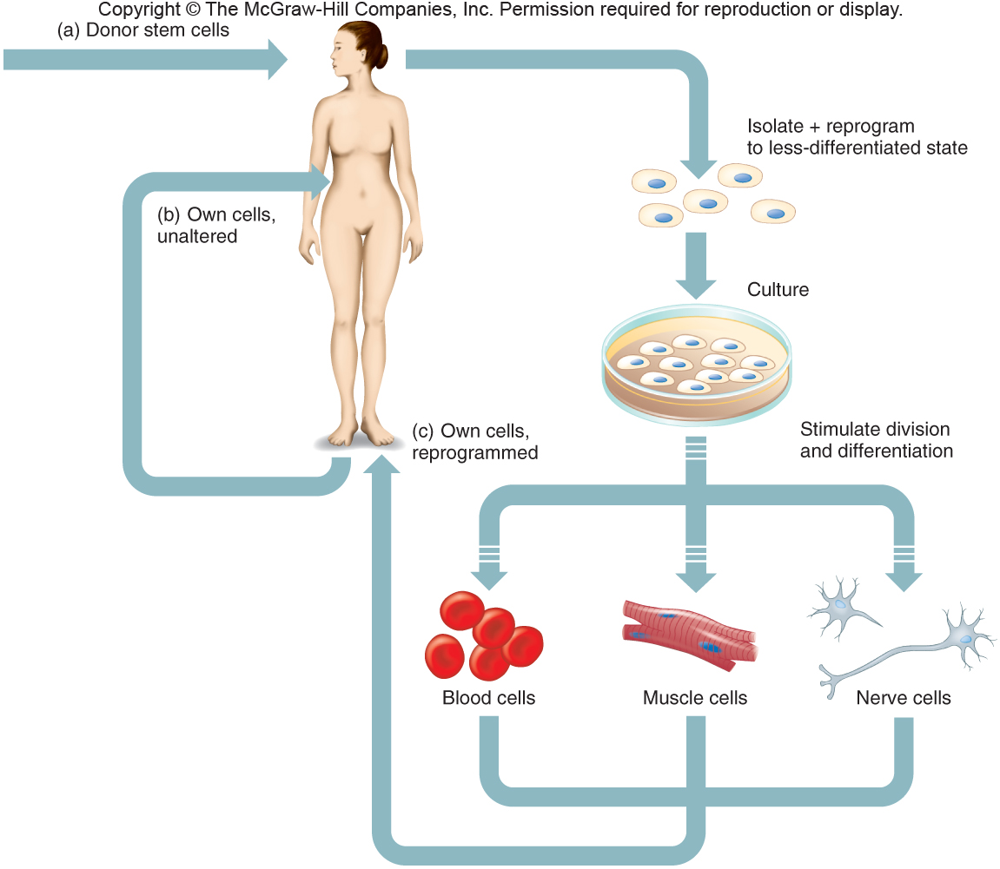 Copyright © The McGraw-Hill Companies, Inc. Permission required for reproduction or display.
(a) Donor stem cells
Isolate + reprogram
to less-differentiated state
(b) Own cells,
unaltered
Culture
(c) Own cells,
reprogrammed
Stimulate division
and differentiation
Blood cells
Muscle cells
Nerve cells